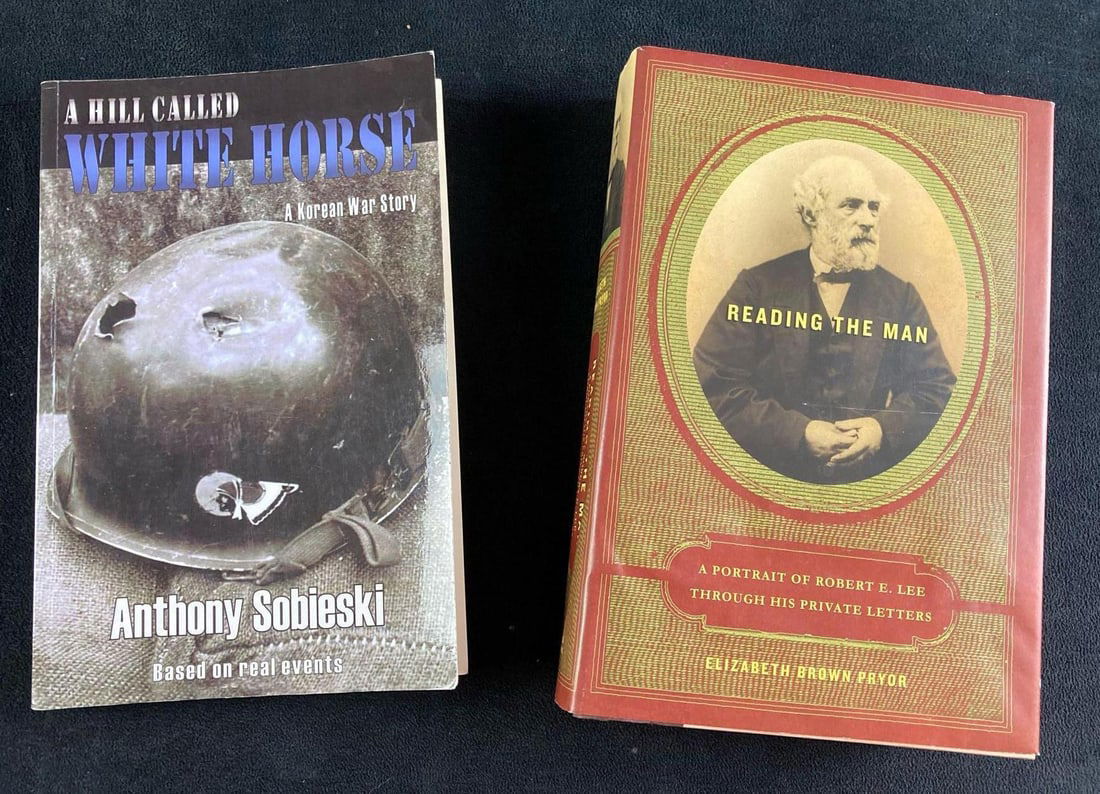 A HILL CALLED
WHITE HORSE
A Korean War Story
Anthony Sobieski
Based on real events
READING THE MAN
A PORTRAIT OF ROBERT E. LEE
THROUGH HIS PRIVATE LETTERS
ELIZABETH BROWN PRYOR